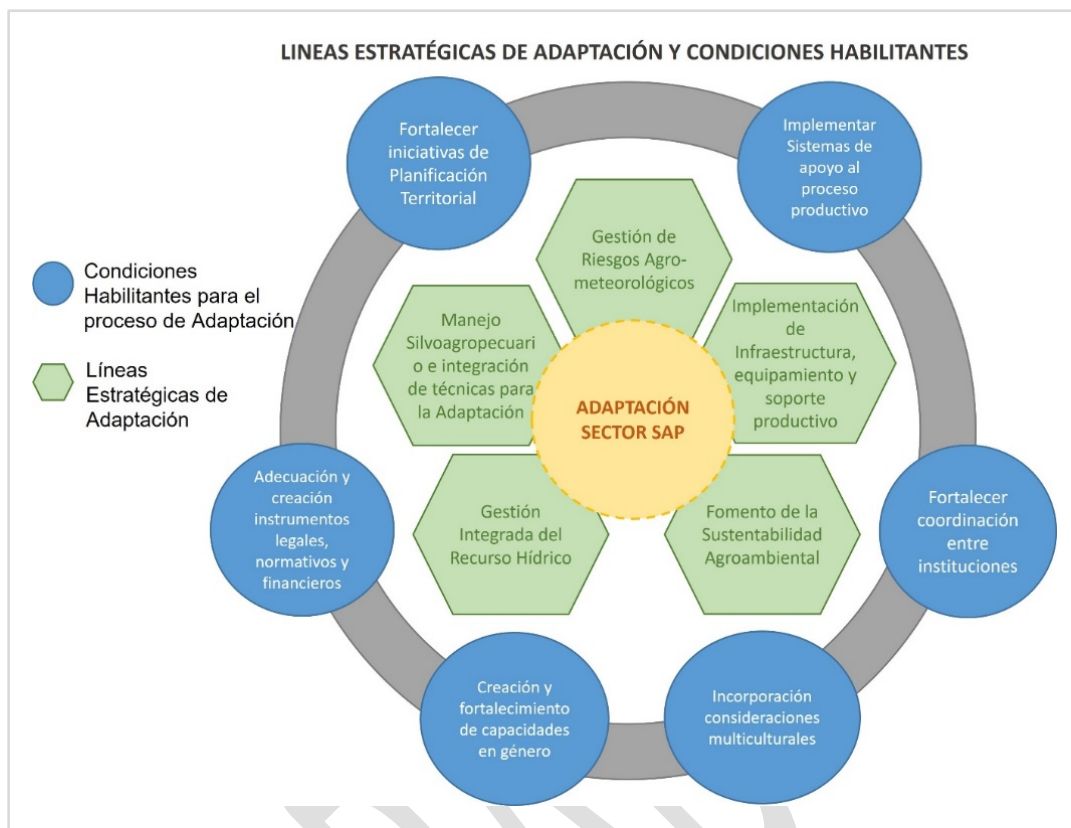 LINEAS ESTRATÉGICAS DE ADAPTACIÓN Y CONDICIONES HABILITANTES
Fortalecer
iniciativas de
Planificación
Territorial
Implementar
Sistemas de
apoyo al
proceso
productivo
Gestión de
Riesgos Agro-
meteorológicos
Condiciones
Habilitantes para el
proceso de Adaptación
Líneas
Estratégicas de
Adaptación
Manejo
Silvoagropecuari
o e integración
de técnicas para
la Adaptación
Implementación
de
Infraestructura,
equipamiento y
soporte
productivo
ADAPTACIÓN
SECTOR SAP
Adecuación y
creación
instrumentos
legales,
normativos y
financieros
Gestión
Integrada del
Recurso Hídrico
Fomento de la
Sustentabilidad
Agroambiental
Fortalecer
coordinación
entre
instituciones
Creación y
fortalecimiento
de capacidades
en género
Incorporación
consideraciones
multiculturales